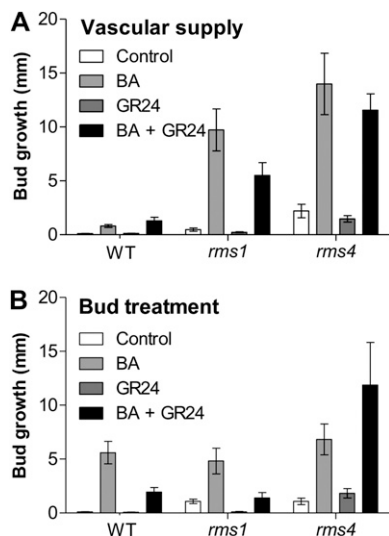 A
Vascular supply
Control
BA
GR24
BA + GR24
Bud growth (mm)
20
15
10
5
0
WT
rms1
rms4
B
Bud treatment
Control
BA
GR24
BA + GR24
Bud growth (mm)
20
15
10
5
0
WT
rms1
rms4